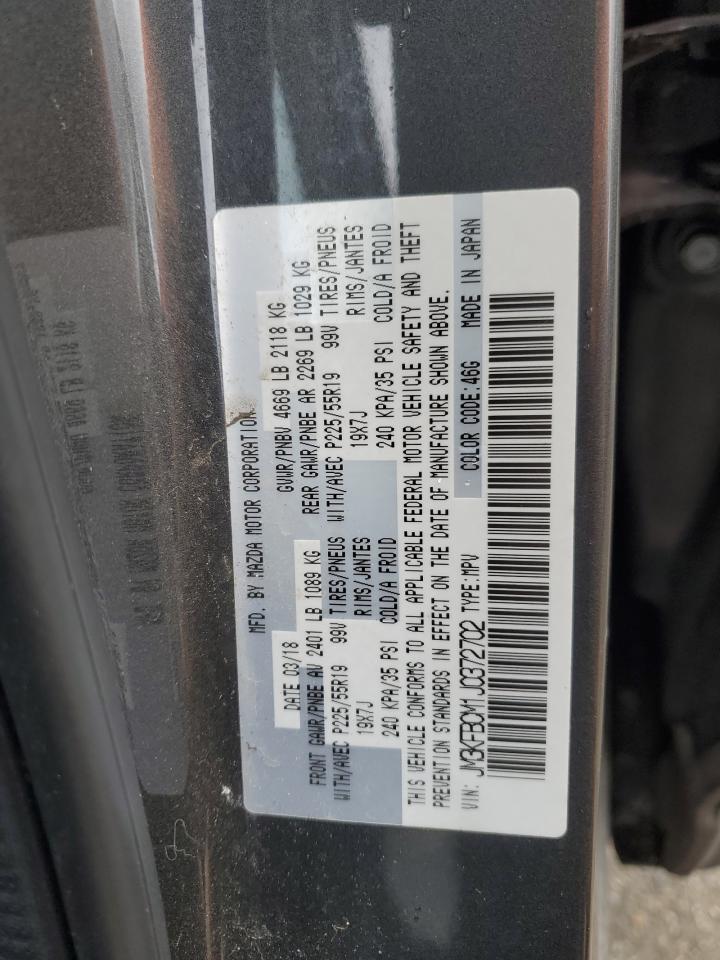 MFD. BY MAZDA MOTOR CORPORATION
DATE 03/18 GVWR/PNBV 4669 LB 2118 KG
FRONT GAWR/PNBE AV 2401 LB 1089 KG REAR GAWR/PNBE AR 2269 LB 1029 KG
WITH/AVEC P225/55R19 99V TIRES/PNEUS WITH/AVEC P225/55R19 99V TIRES/PNEUS
19X7J RIMS/JANTES 19X7J RIMS/JANTES
240 KPA/35 PSI COLD/A FROID 240 KPA/35 PSI COLD/A FROID
THIS VEHICLE CONFORMS TO ALL APPLICABLE FEDERAL MOTOR VEHICLE SAFETY AND THEFT
PREVENTION STANDARDS IN EFFECT ON THE DATE OF MANUFACTURE SHOWN ABOVE.
VIN: JM3KFBCM1J0372702 TYPE:MPV COLOR CODE:46G MADE IN JAPAN